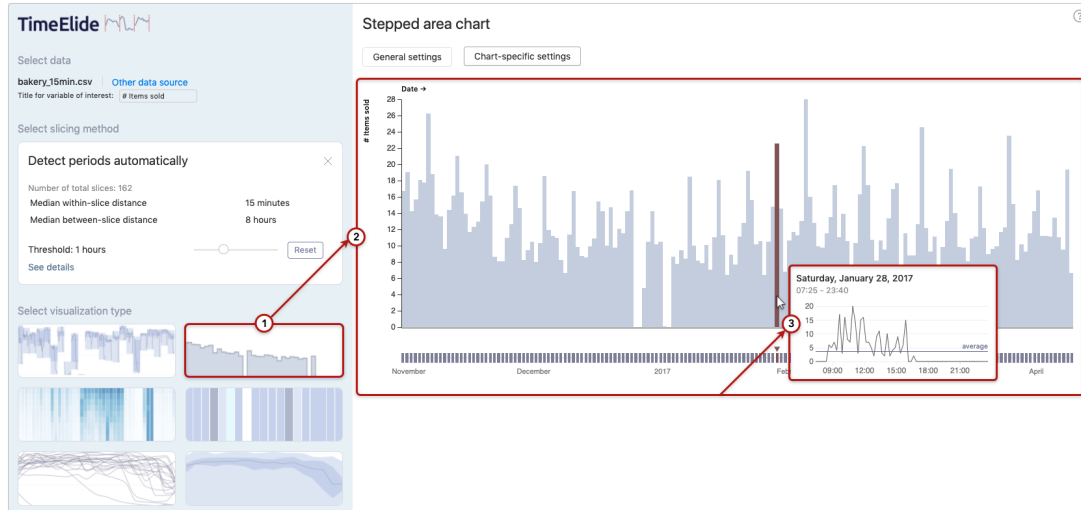 TimeElide
Select data
bakery_15min.csv Other data source
Title for variable of interest: # Items sold
Select slicing method
Detect periods automatically
Number of total slices: 162
Median within-slice distance 15 minutes
Median between-slice distance 8 hours
Threshold: 1 hours Reset
See details
Select visualization type
1
2
Stepped area chart
?
General settings Chart-specific settings
Date →
# Items sold
28
26
24
22
20
18
16
14
12
10
8
6
4
2
0
November December 2017 Feb April
3
Saturday, January 28, 2017
07:25 - 23:40
20
15
10
5
0
average
09:00 12:00 15:00 18:00 21:00